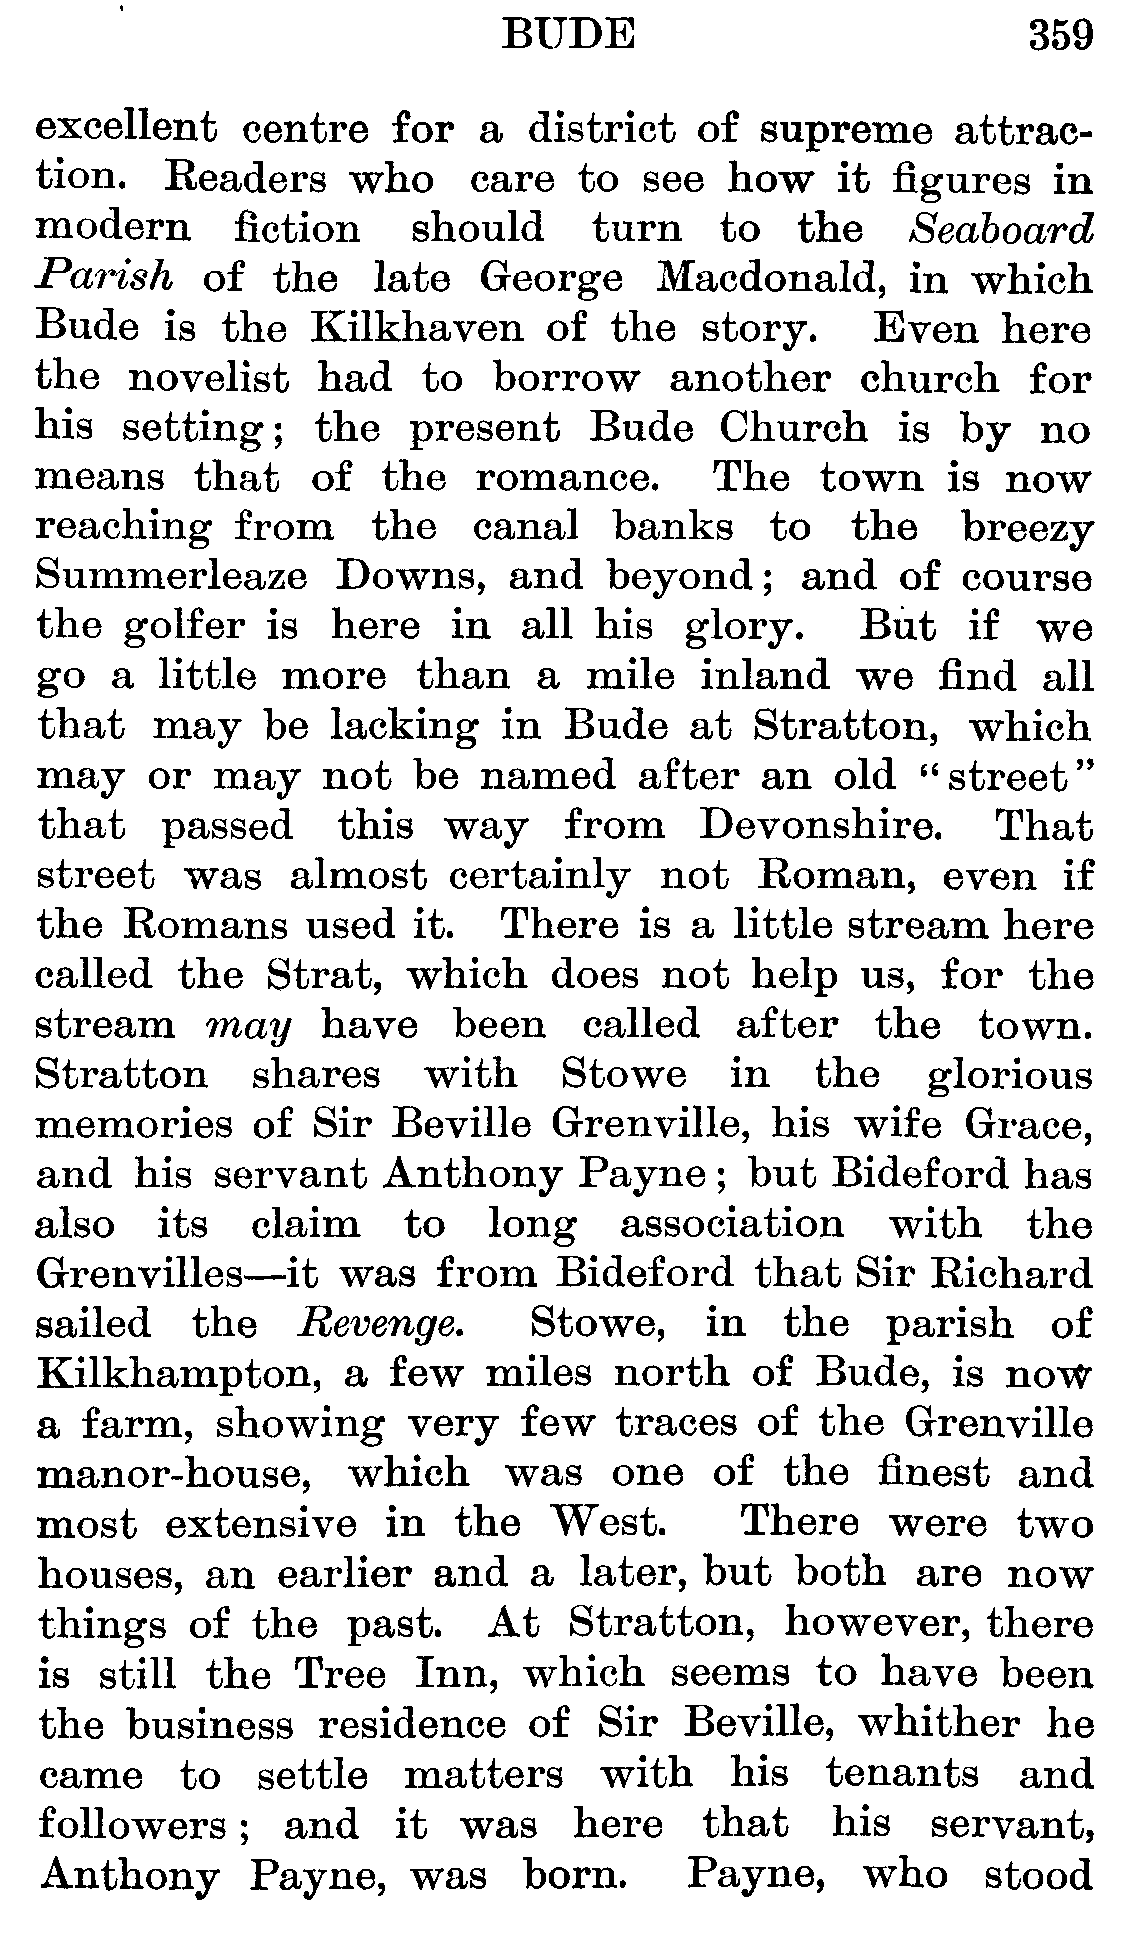 BUDE 359
excellent centre for a district of supreme attrac-
tion. Readers who care to see how it figures in
modern fiction should turn to the Seaboard
Parish of the late George Macdonald, in which
Bude is the Kilkhaven of the story. Even here
the novelist had to borrow another church for
his setting; the present Bude Church is by no
means that of the romance. The town is now
reaching from the canal banks to the breezy
Summerleaze Downs, and beyond; and of course
the golfer is here in all his glory. But if we
go a little more than a mile inland we find all
that may be lacking in Bude at Stratton, which
may or may not be named after an old "street"
that passed this way from Devonshire. That
street was almost certainly not Roman, even if
the Romans used it. There is a little stream here
called the Strat, which does not help us, for the
stream may have been called after the town.
Stratton shares with Stowe in the glorious
memories of Sir Beville Grenville, his wife Grace,
and his servant Anthony Payne; but Bideford has
also its claim to long association with the
Grenvilles—it was from Bideford that Sir Richard
sailed the Revenge. Stowe, in the parish of
Kilkhampton, a few miles north of Bude, is now
a farm, showing very few traces of the Grenville
manor-house, which was one of the finest and
most extensive in the West. There were two
houses, an earlier and a later, but both are now
things of the past. At Stratton, however, there
is still the Tree Inn, which seems to have been
the business residence of Sir Beville, whither he
came to settle matters with his tenants and
followers; and it was here that his servant,
Anthony Payne, was born. Payne, who stood